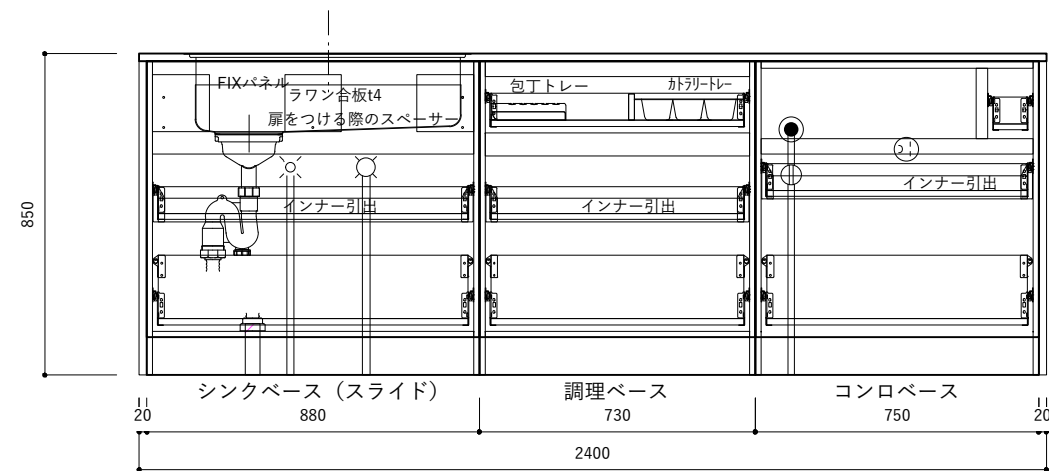 FIXパネル
ラワン合板t4
扉をつける際のスペーサー
包丁トレー
カトラリートレー
インナー引出
インナー引出
インナー引出
850
シンクベース（スライド）
調理ベース
コンロベース
20
880
730
750
20
2400